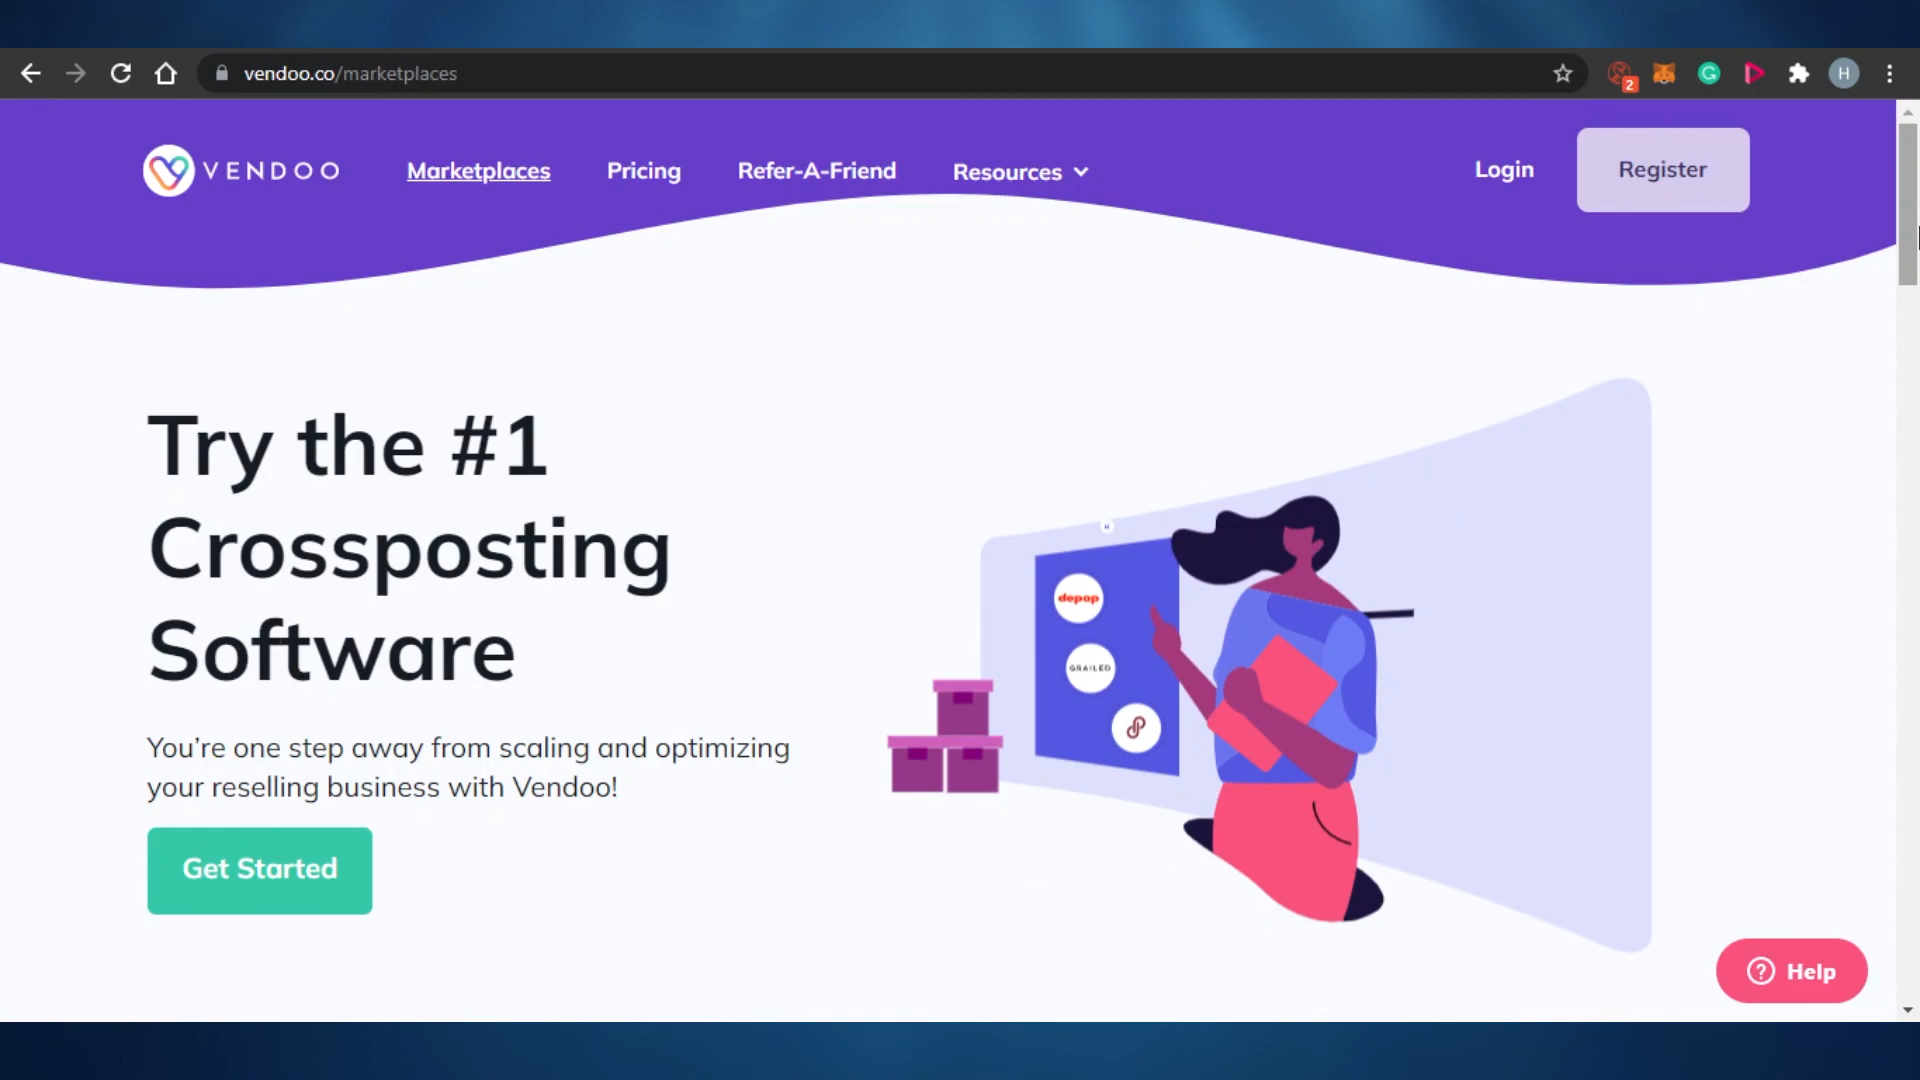 vendoo.co/marketplaces
2
H
VENDOO
Marketplaces
Pricing
Refer-A-Friend
Resources
Login
Register
Try the #1
Crossposting
Software
You’re one step away from scaling and optimizing
your reselling business with Vendoo!
Get Started
depop
GRAILED
Help